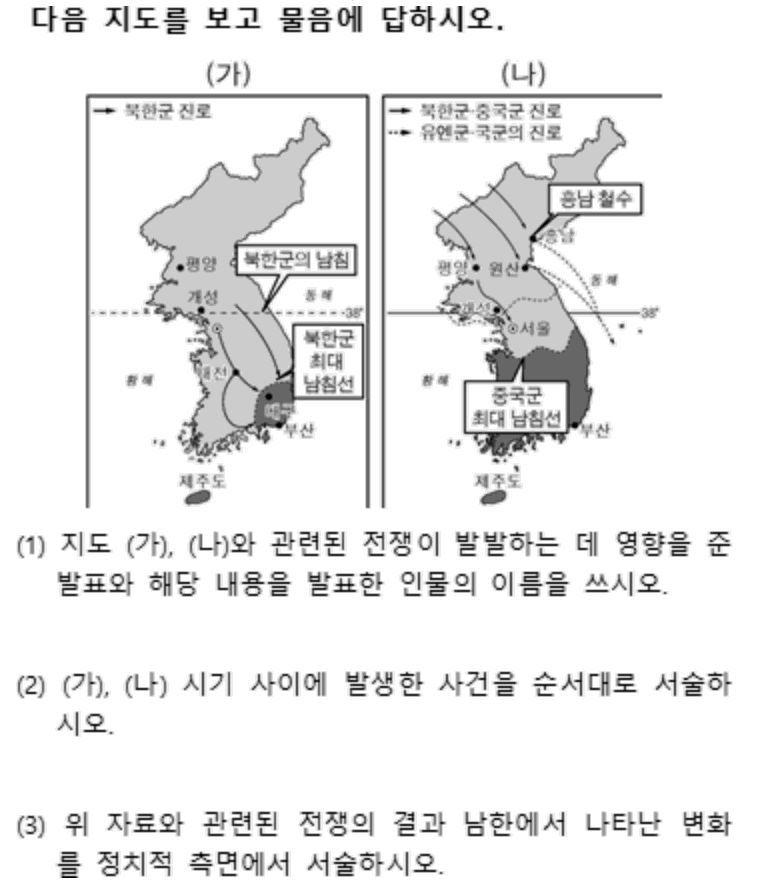 다음 지도를 보고 물음에 답하시오.
(가)
→ 북한군 진로
평양
북한군의 남침
개성
동해
38°
북한군
최대
남침선
대전
황해
대구
부산
제주도
(나)
→ 북한군·중국군 진로
유엔군·국군의 진로
흥남 철수
흥남
평양
원산
동해
개성
38°
서울
황해
중국군
최대 남침선
부산
제주도
(1) 지도 (가), (나)와 관련된 전쟁이 발발하는 데 영향을 준
발표와 해당 내용을 발표한 인물의 이름을 쓰시오.
(2) (가), (나) 시기 사이에 발생한 사건을 순서대로 서술하
시오.
(3) 위 자료와 관련된 전쟁의 결과 남한에서 나타난 변화
를 정치적 측면에서 서술하시오.